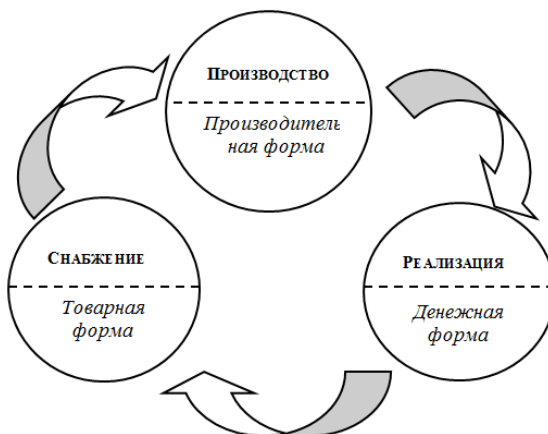 ПРОИЗВОДСТВО
Производитель
ная форма
СНАБЖЕНИЕ
Товарная
форма
РЕАЛИЗАЦИЯ
Денежная
форма